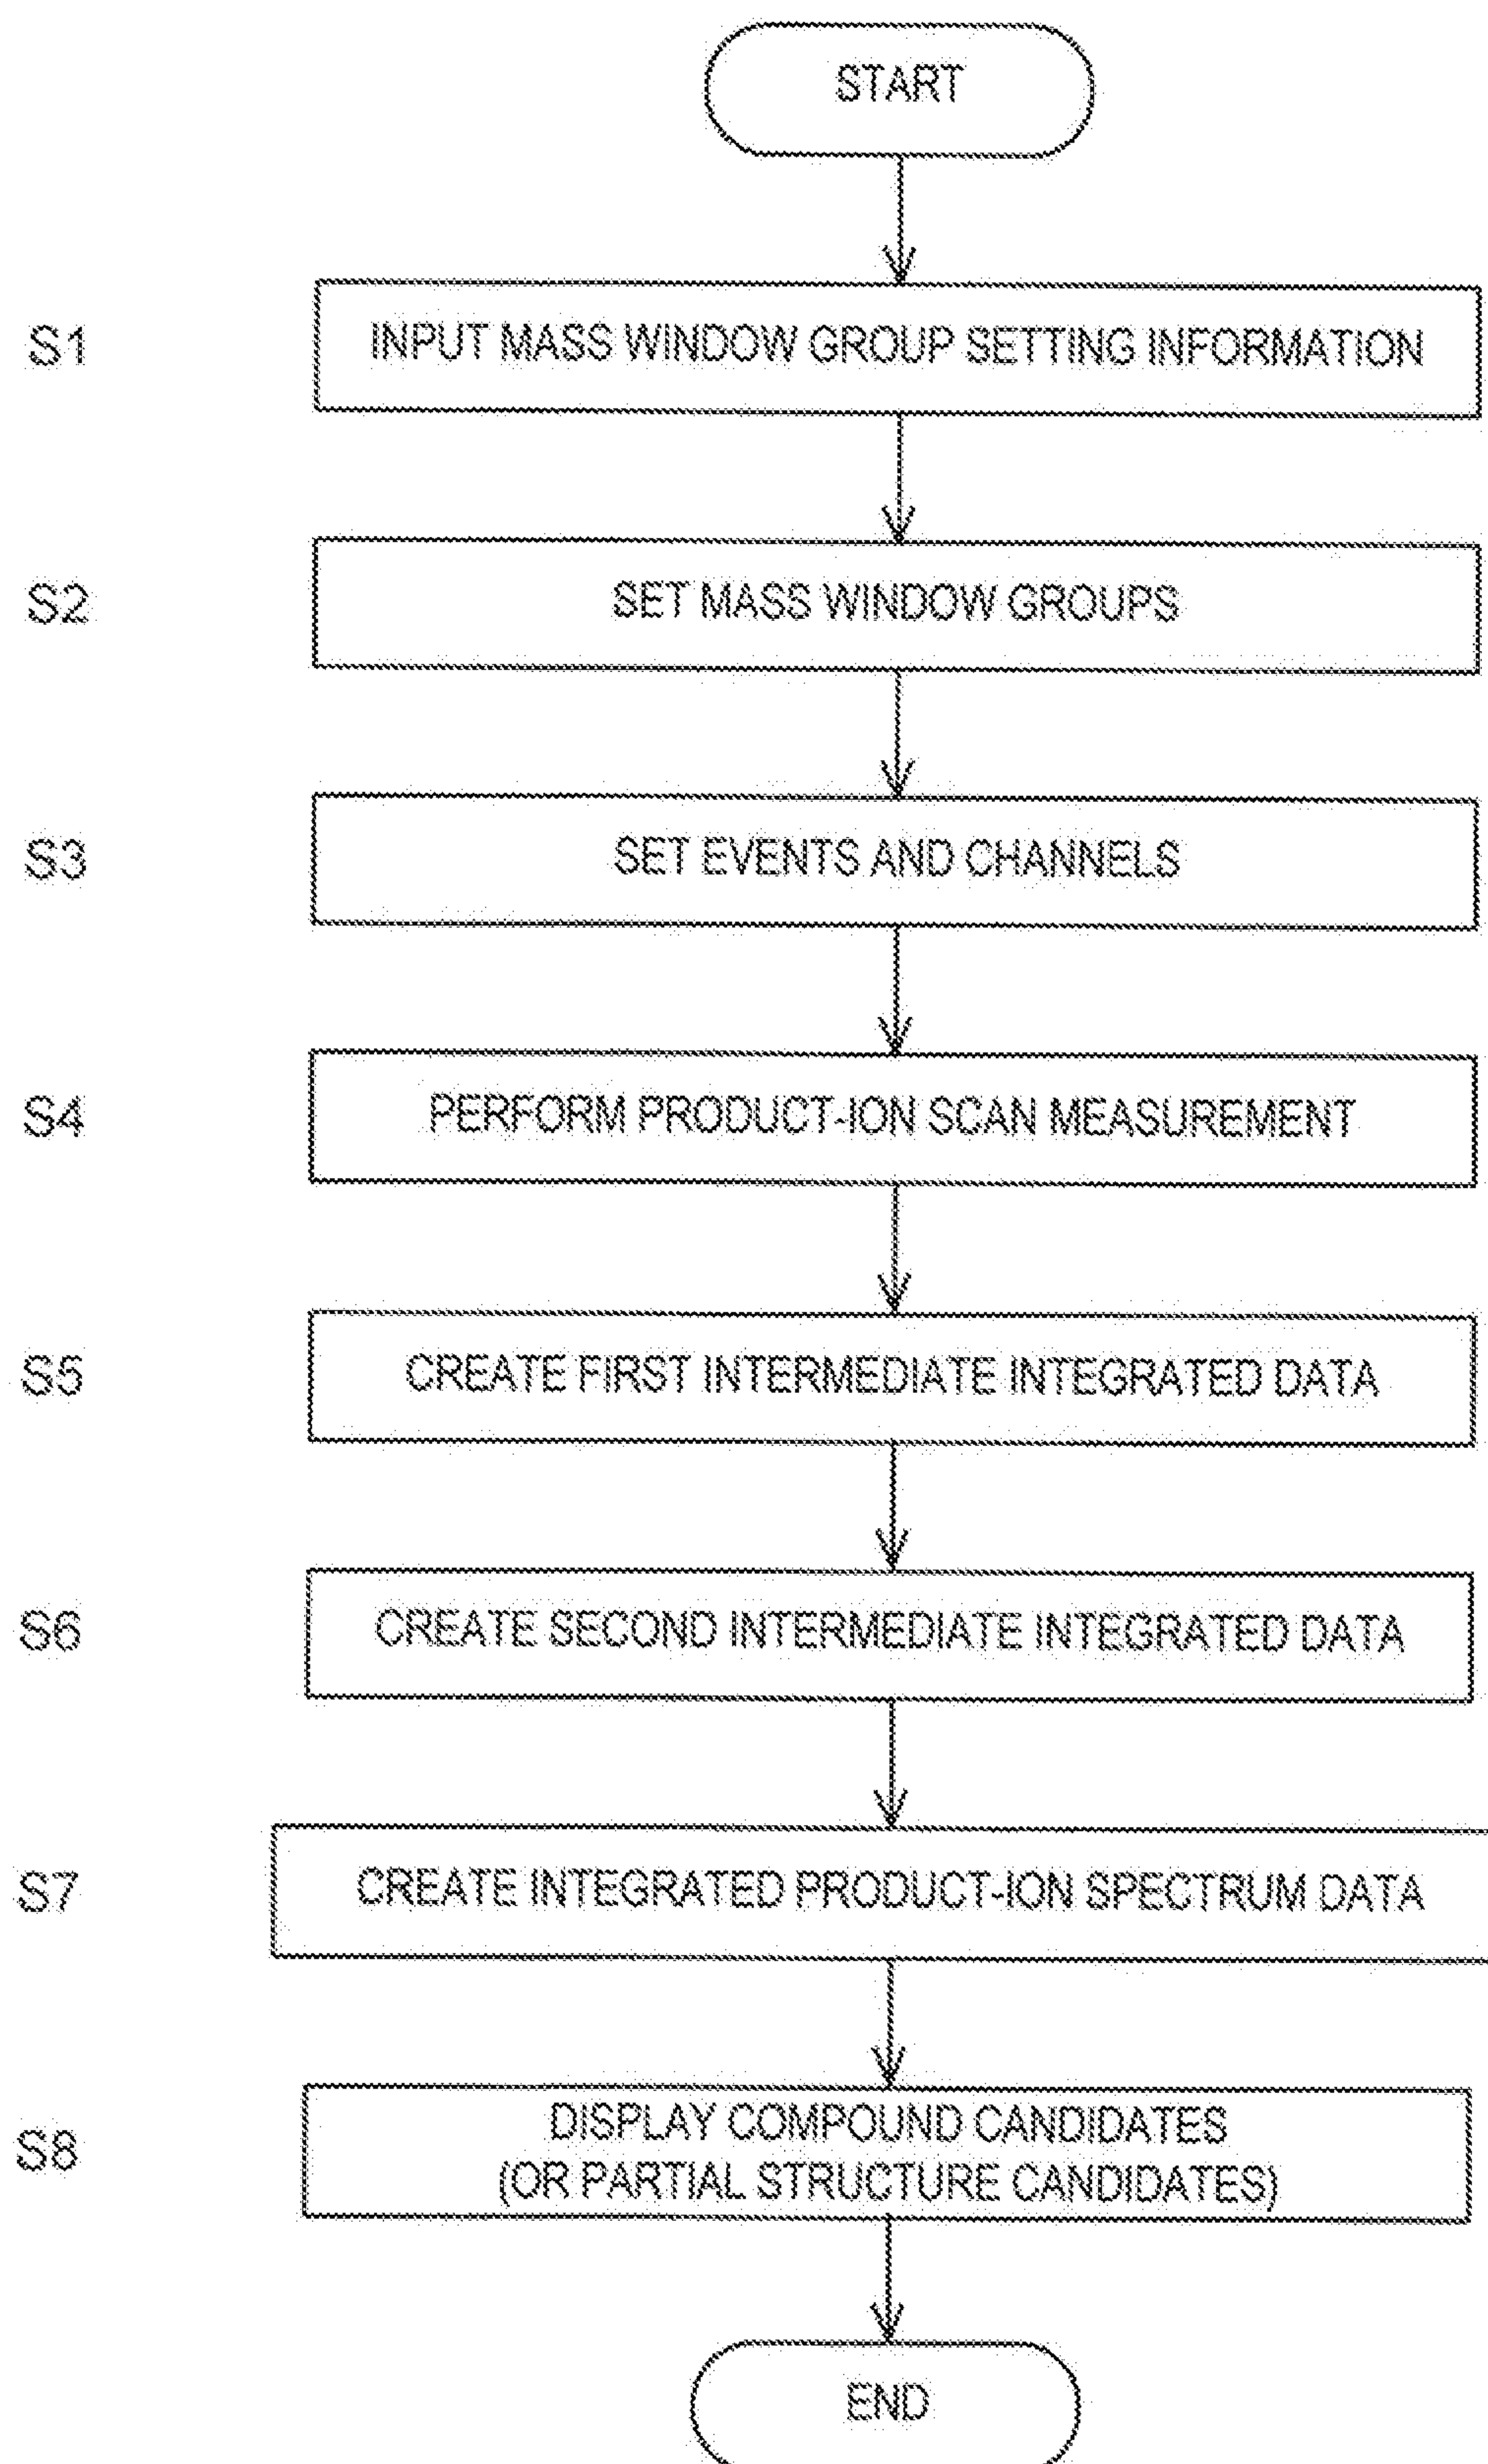 START
S1
INPUT MASS WINDOW GROUP SETTING INFORMATION
S2
SET MASS WINDOW GROUPS
S3
SET EVENTS AND CHANNELS
S4
PERFORM PRODUCT-ION SCAN MEASUREMENT
S5
CREATE FIRST INTERMEDIATE INTEGRATED DATA
S6
CREATE SECOND INTERMEDIATE INTEGRATED DATA
S7
CREATE INTEGRATED PRODUCT-ION SPECTRUM DATA
S8
DISPLAY COMPOUND CANDIDATES
(OR PARTIAL STRUCTURE CANDIDATES)
END